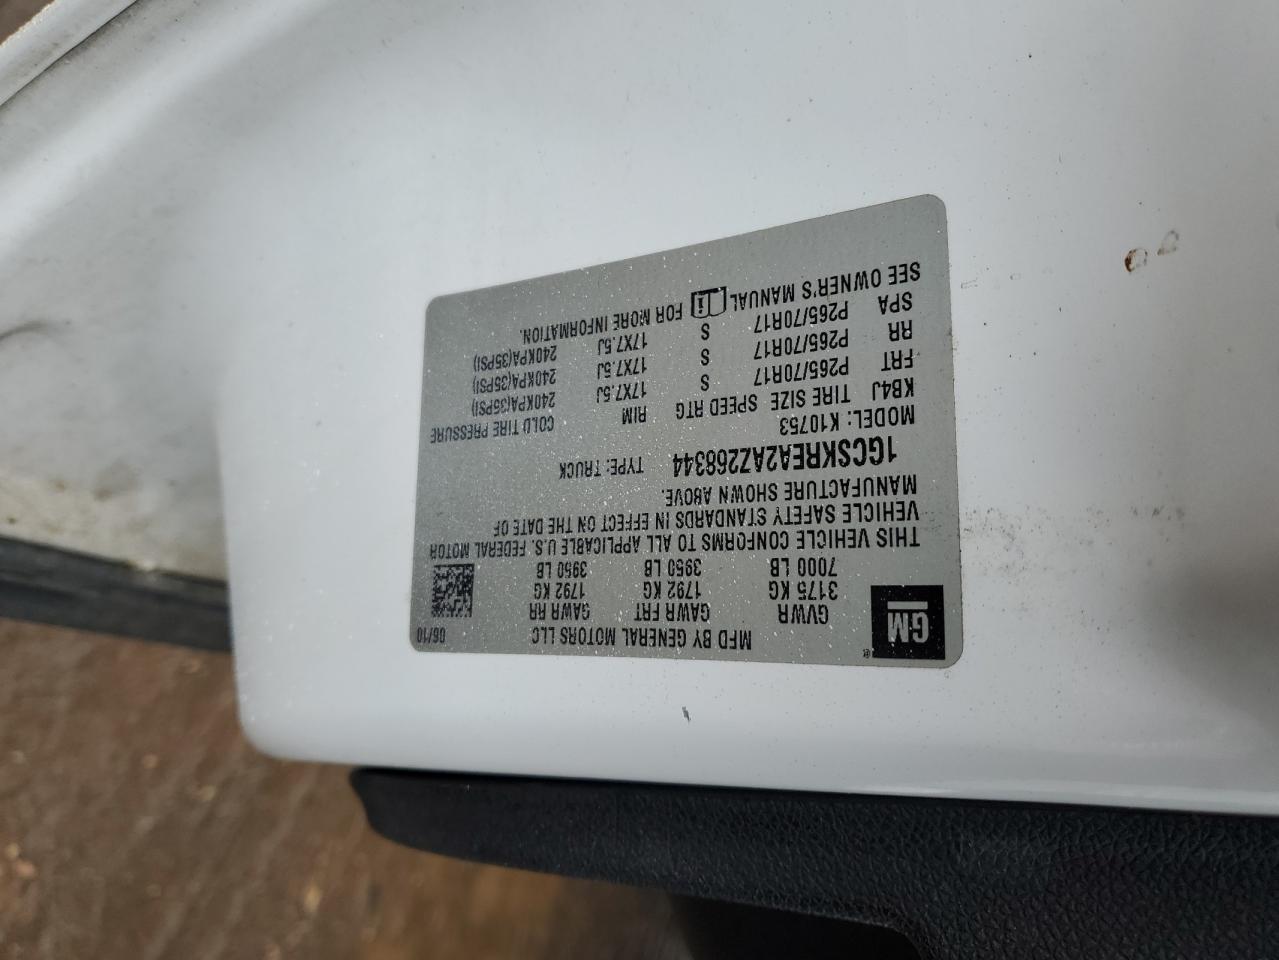 GM
MFD BY GENERAL MOTORS LLC 06/10
GVWR GAWR FRT GAWR RR
3175 KG 1792 KG 1792 KG
7000 LB 3950 LB 3950 LB
THIS VEHICLE CONFORMS TO ALL APPLICABLE U.S. FEDERAL MOTOR
VEHICLE SAFETY STANDARDS IN EFFECT ON THE DATE OF
MANUFACTURE SHOWN ABOVE.
1GCSKREA2AZ268344 TYPE: TRUCK
MODEL: K10753
KB4J TIRE SIZE SPEED RTG RIM COLD TIRE PRESSURE
FRT P265/70R17 S 17X7.5J 240KPA(35PSI)
RR P265/70R17 S 17X7.5J 240KPA(35PSI)
SPA P265/70R17 S 17X7.5J 240KPA(35PSI)
SEE OWNER'S MANUAL i FOR MORE INFORMATION.